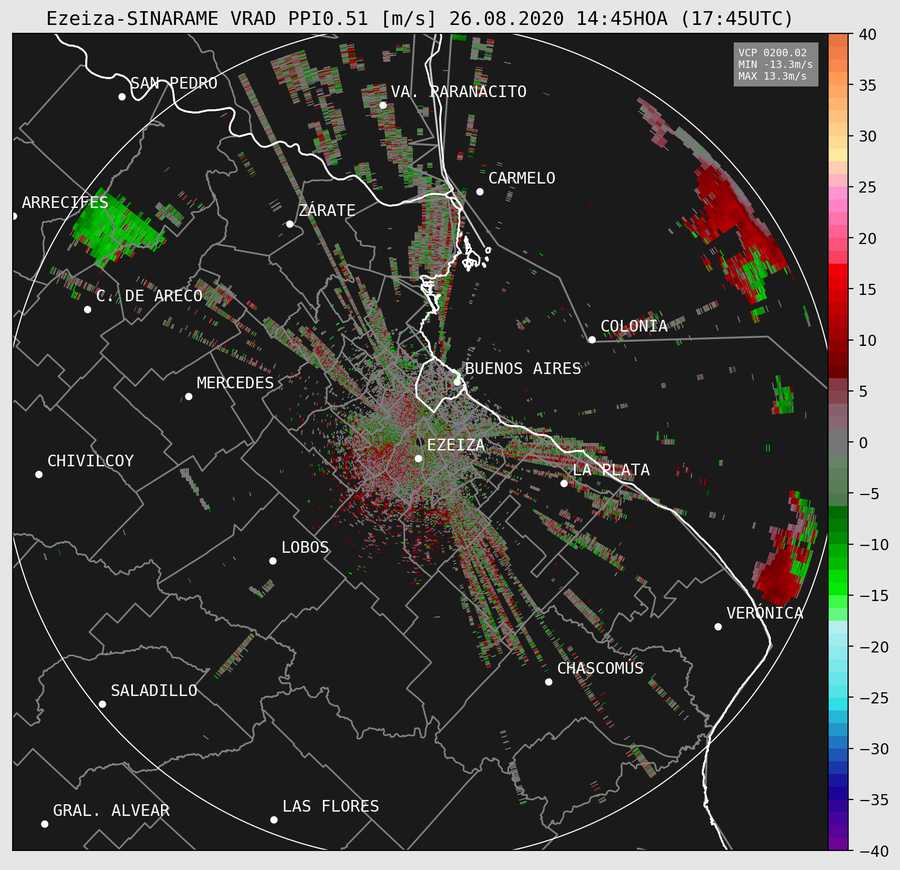 Ezeiza-SINARAME VRAD PPI0.51 [m/s] 26.08.2020 14:45HOA (17:45UTC)
VCP 0200.02
MIN -13.3m/s
MAX 13.3m/s
SAN PEDRO
VA. PARANACITO
CARMELO
ARRECIFES
ZÁRATE
C. DE ARECO
COLONIA
BUENOS AIRES
MERCEDES
EZEIZA
CHIVILCOY
LA PLATA
LOBOS
VERÓNICA
CHASCOMÚS
SALADILLO
LAS FLORES
GRAL. ALVEAR
40
35
30
25
20
15
10
5
0
−5
−10
−15
−20
−25
−30
−35
−40